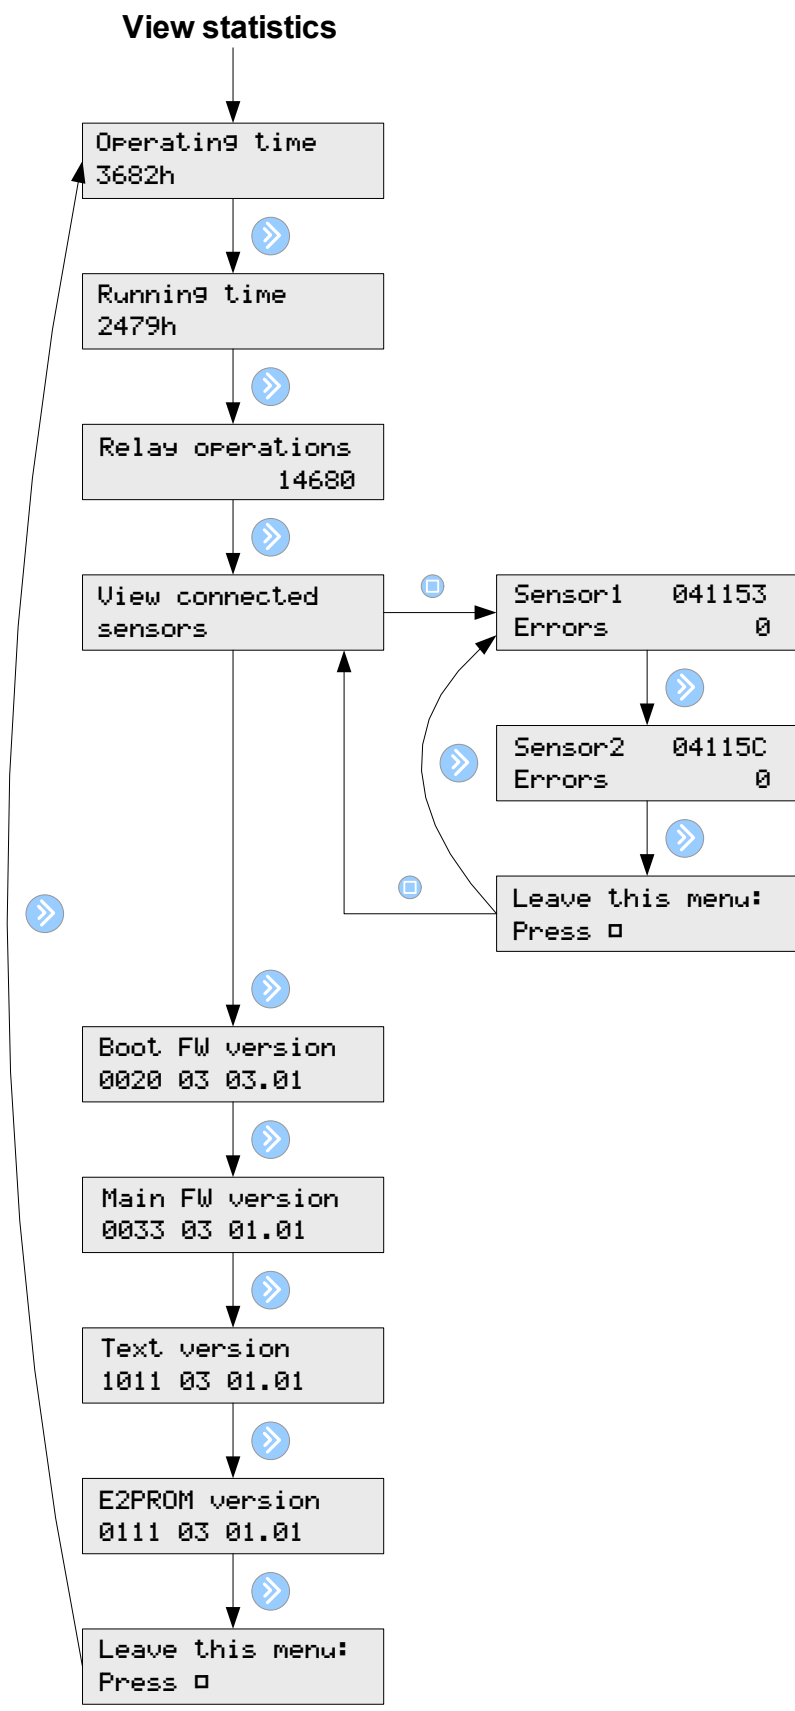 View statistics
Operating time
3682h
Running time
2479h
Relay operations
14680
View connected
sensors
Sensor1 041153
Errors 0
Sensor2 04115C
Errors 0
Leave this menu:
Press □
Boot FW version
0020 03 03.01
Main FW version
0033 03 01.01
Text version
1011 03 01.01
E2PROM version
0111 03 01.01
Leave this menu:
Press □